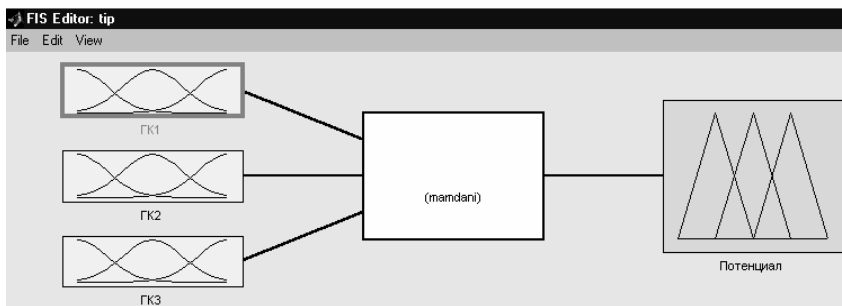 FIS Editor: tip
File Edit View
ГК1
ГК2
(mamdani)
ГК3
Потенциал